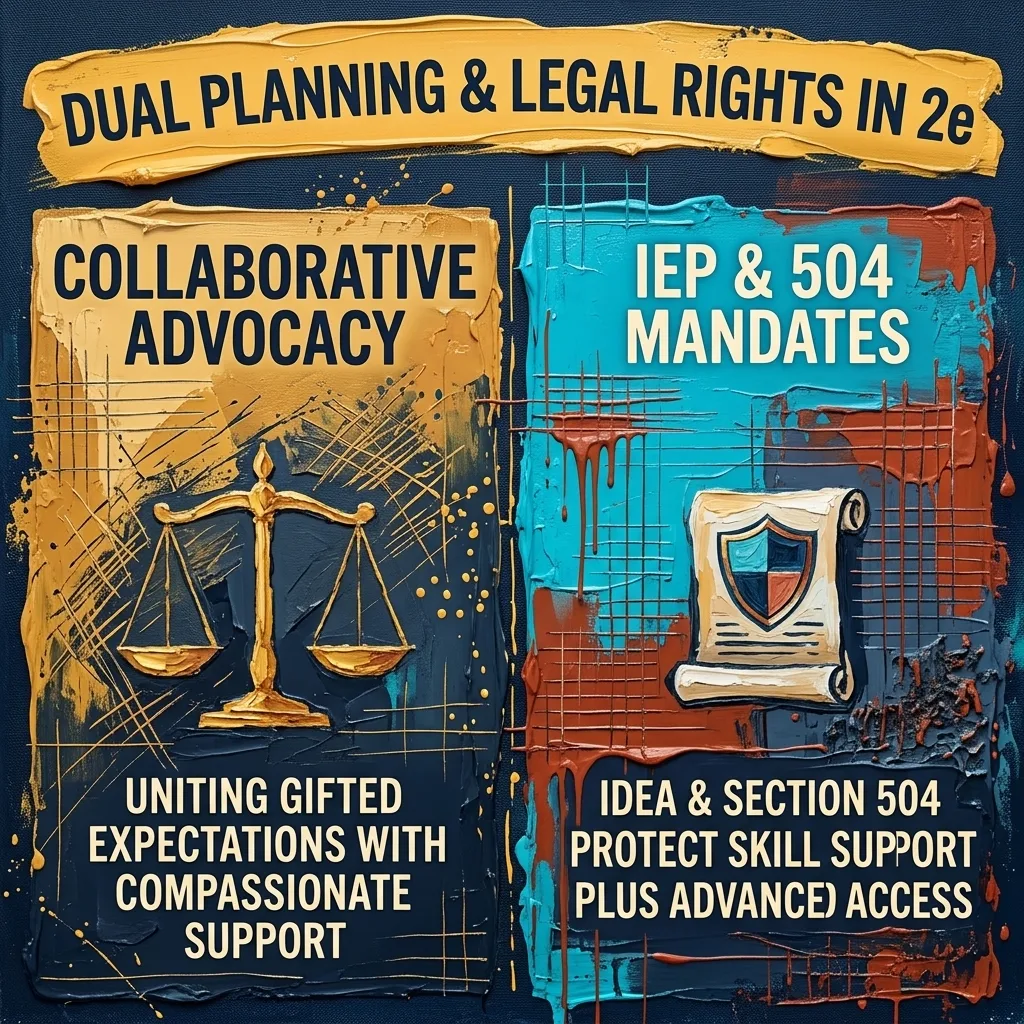 DUAL PLANNING & LEGAL RIGHTS IN 2e
COLLABORATIVE
ADVOCACY
UNITING GIFTED
EXPECTATIONS WITH
COMPASSIONATE
SUPPORT
IEP & 504
MANDATES
IDEA & SECTION 504
PROTECT SKILL SUPPORT
PLUS ADVANCED ACCESS